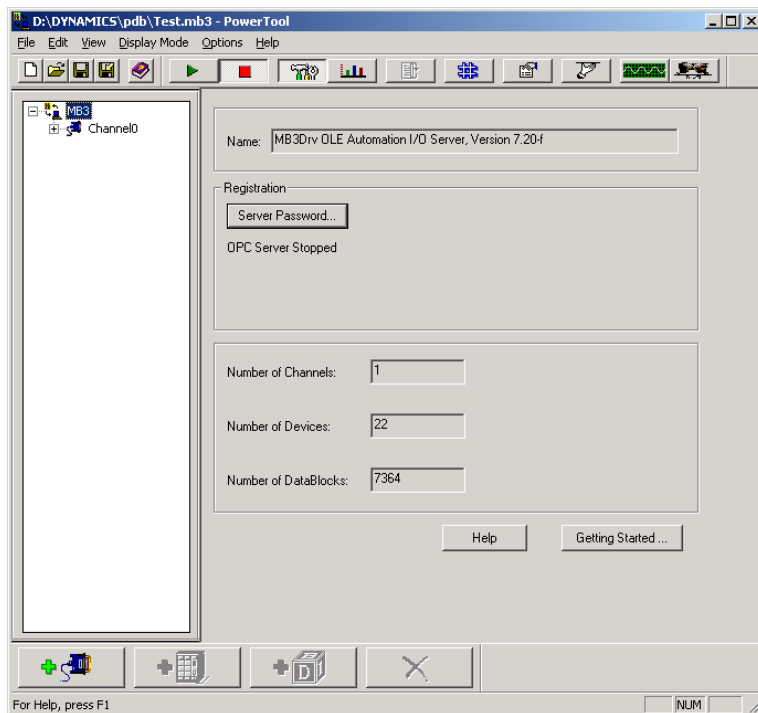 D:\DYNAMICS\pdb\Test.mb3 - PowerTool
File Edit View Display Mode Options Help
MB3
Channel0
Name: MB3Drv OLE Automation I/O Server, Version 7.20-f
Registration
Server Password...
OPC Server Stopped
Number of Channels: 1
Number of Devices: 22
Number of DataBlocks: 7364
Help Getting Started ...
D
For Help, press F1 NUM